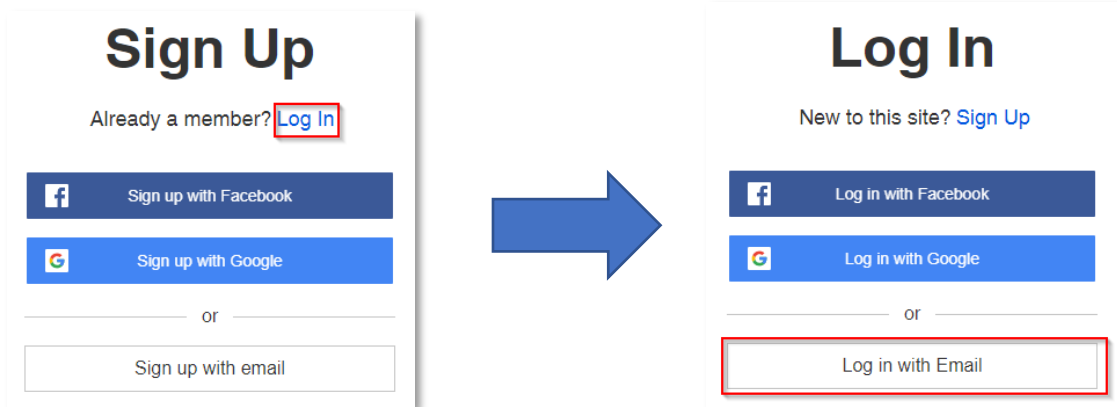 Sign Up
Already a member? Log In
Sign up with Facebook
Sign up with Google
or
Sign up with email
Log In
New to this site? Sign Up
Log in with Facebook
Log in with Google
or
Log in with Email